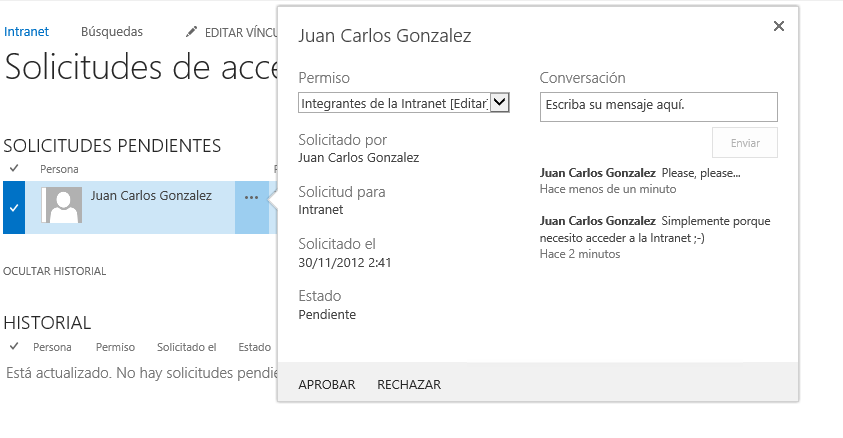 Intranet
Búsquedas
EDITAR VÍNCU
Solicitudes de acce
SOLICITUDES PENDIENTES
Persona
Juan Carlos Gonzalez
OCULTAR HISTORIAL
HISTORIAL
Persona Permiso Solicitado el Estado
Está actualizado. No hay solicitudes pendie
Juan Carlos Gonzalez
Permiso
Integrantes de la Intranet [Editar]
Solicitado por
Juan Carlos Gonzalez
Solicitud para
Intranet
Solicitado el
30/11/2012 2:41
Estado
Pendiente
Conversación
Escriba su mensaje aquí.
Enviar
Juan Carlos Gonzalez Please, please...
Hace menos de un minuto
Juan Carlos Gonzalez Simplemente porque
necesito acceder a la Intranet ;-)
Hace 2 minutos
APROBAR RECHAZAR